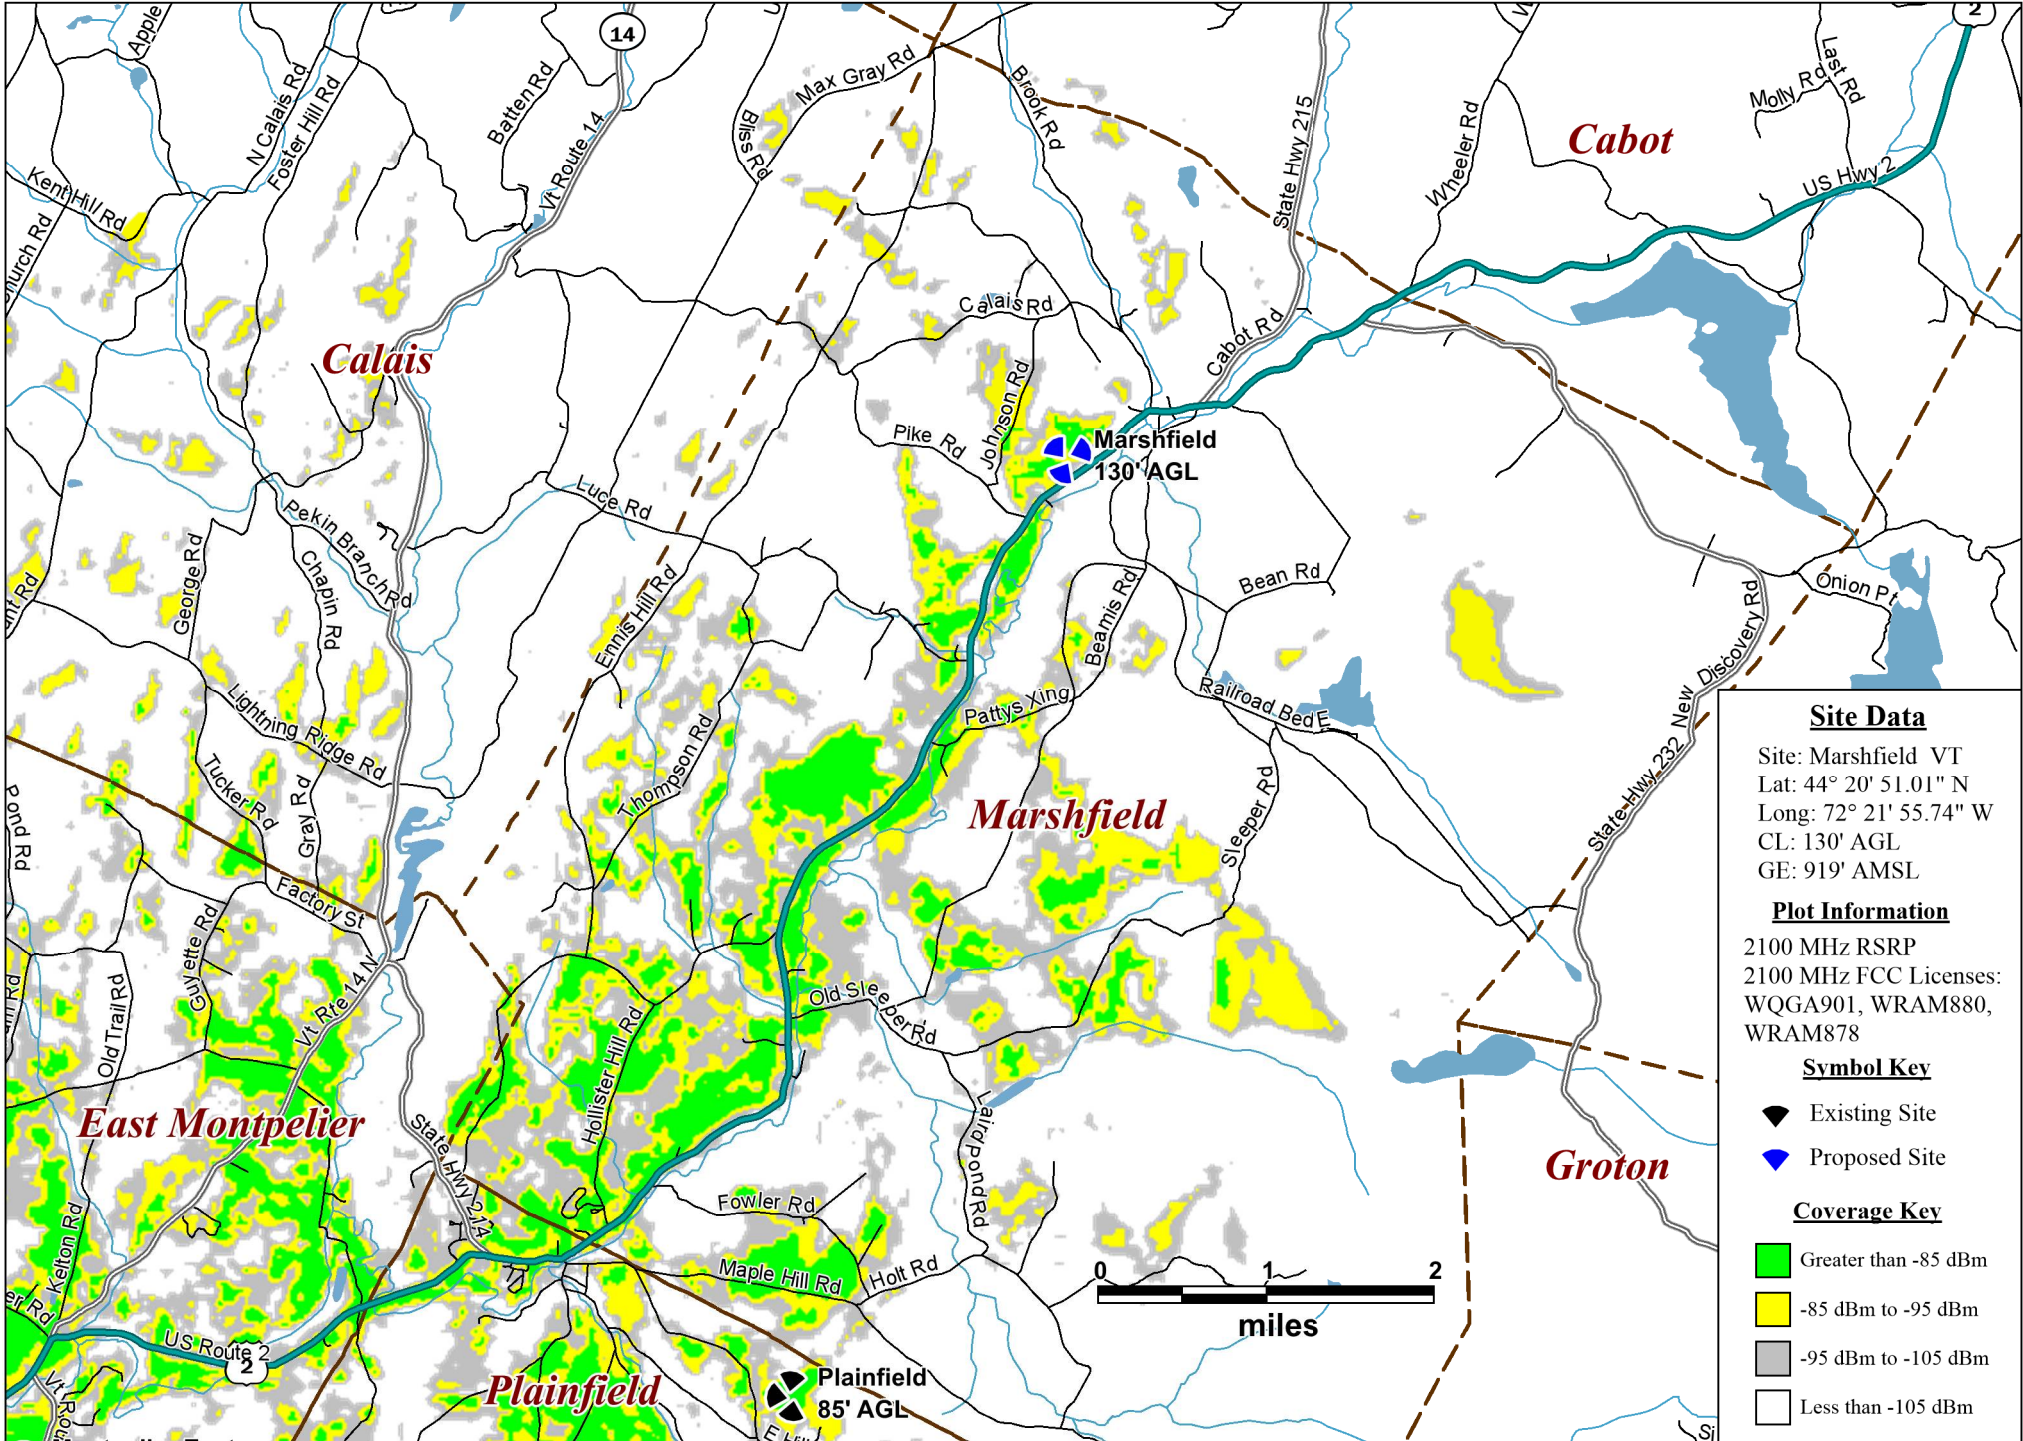 Apple
14
2
N Calais Rd
Foster Hill Rd
Batten Rd
Vt Route 14
Bliss Rd
Max Gray Rd
Brook Rd
State Hwy 215
Wheeler Rd
Molly Rd
Last Rd
Cabot
US Hwy 2
Kent Hill Rd
Church Rd
Calais
Calais Rd
Cabot Rd
Johnson Rd
Pike Rd
Marshfield
130' AGL
Luce Rd
Pekin Branch Rd
George Rd
Chapin Rd
Ennis Hill Rd
Beamis Rd
Bean Rd
Onion Pt
New Discovery Rd
Railroad Bed E
Pattys Xing
Lightning Ridge Rd
Thompson Rd
Tucker Rd
Gray Rd
Pond Rd
Marshfield
Sleeper Rd
State Hwy 232
Factory St
Guyette Rd
Old Trail Rd
Vt Rte 14 N
Old Sleeper Rd
Hollister Hill Rd
Laird Pond Rd
East Montpelier
State Hwy 214
Groton
Fowler Rd
Kelton Rd
Maple Hill Rd
Holt Rd
er Rd
US Route 2
2
Plainfield
Plainfield
85' AGL
0 1 2
miles
Site Data
Site: Marshfield VT
Lat: 44° 20' 51.01" N
Long: 72° 21' 55.74" W
CL: 130' AGL
GE: 919' AMSL
Plot Information
2100 MHz RSRP
2100 MHz FCC Licenses:
WQGA901, WRAM880,
WRAM878
Symbol Key
Existing Site
Proposed Site
Coverage Key
Greater than -85 dBm
-85 dBm to -95 dBm
-95 dBm to -105 dBm
Less than -105 dBm